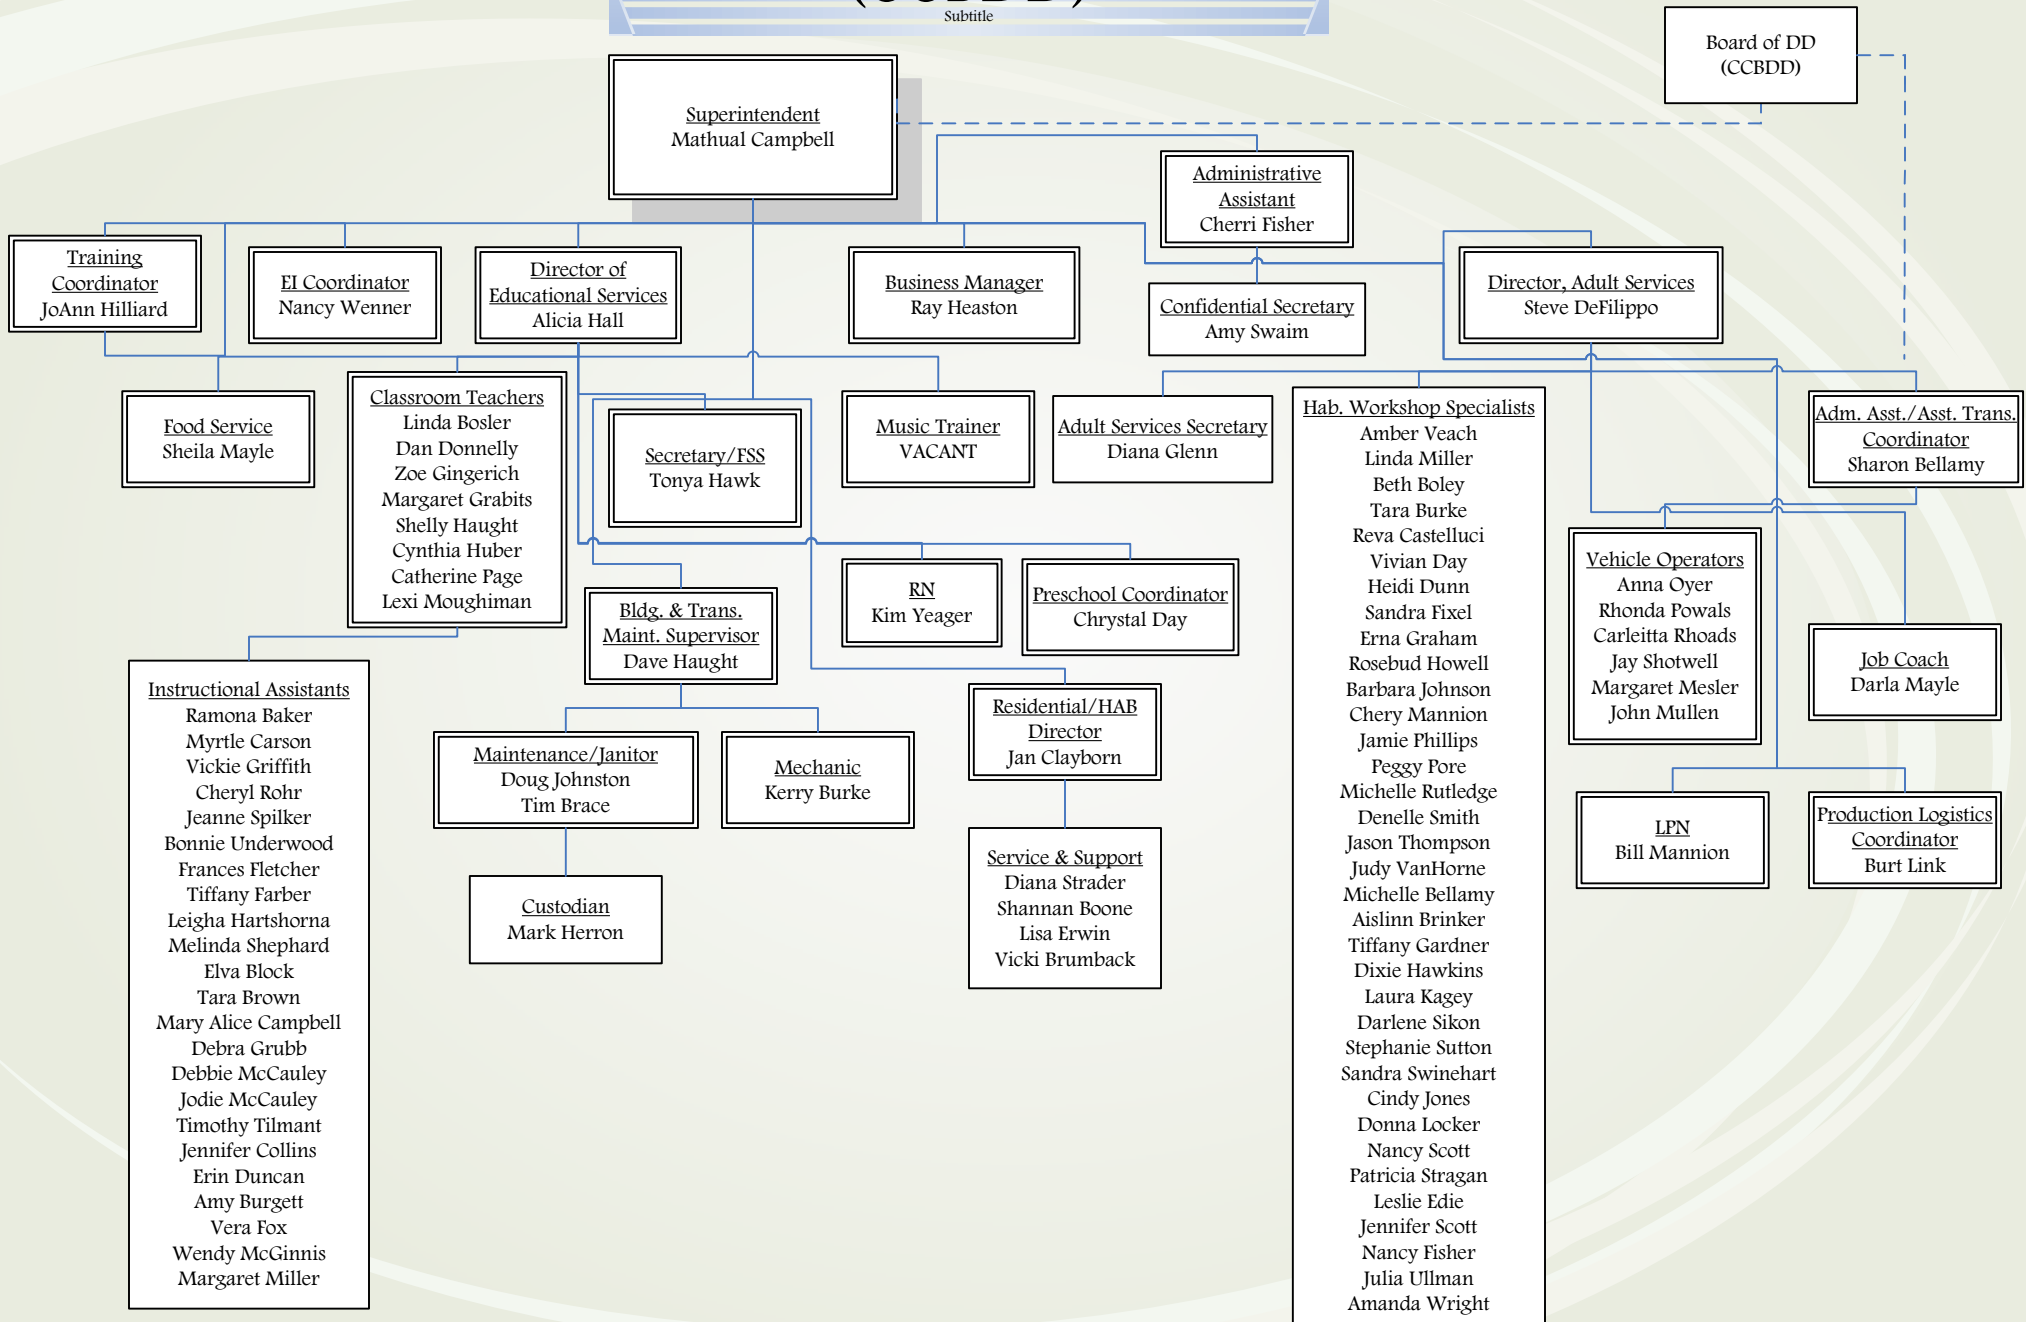 (CCBDD)
Subtitle
Board of DD
(CCBDD)
Superintendent
Mathual Campbell
Administrative
Assistant
Cherri Fisher
Training
Coordinator
JoAnn Hilliard
EI Coordinator
Nancy Wenner
Director of
Educational Services
Alicia Hall
Business Manager
Ray Heaston
Confidential Secretary
Amy Swaim
Director, Adult Services
Steve DeFilippo
Food Service
Sheila Mayle
Classroom Teachers
Linda Bosler
Dan Donnelly
Zoe Gingerich
Margaret Grabits
Shelly Haught
Cynthia Huber
Catherine Page
Lexi Moughiman
Secretary/FSS
Tonya Hawk
Music Trainer
VACANT
Adult Services Secretary
Diana Glenn
Hab. Workshop Specialists
Amber Veach
Linda Miller
Beth Boley
Tara Burke
Reva Castelluci
Vivian Day
Heidi Dunn
Sandra Fixel
Erna Graham
Rosebud Howell
Barbara Johnson
Chery Mannion
Jamie Phillips
Peggy Pore
Michelle Rutledge
Denelle Smith
Jason Thompson
Judy VanHorne
Michelle Bellamy
Aislinn Brinker
Tiffany Gardner
Dixie Hawkins
Laura Kagey
Darlene Sikon
Stephanie Sutton
Sandra Swinehart
Cindy Jones
Donna Locker
Nancy Scott
Patricia Stragan
Leslie Edie
Jennifer Scott
Nancy Fisher
Julia Ullman
Amanda Wright
Adm. Asst./Asst. Trans.
Coordinator
Sharon Bellamy
Vehicle Operators
Anna Oyer
Rhonda Powals
Carleitta Rhoads
Jay Shotwell
Margaret Mesler
John Mullen
Job Coach
Darla Mayle
RN
Kim Yeager
Preschool Coordinator
Chrystal Day
Bldg. & Trans.
Maint. Supervisor
Dave Haught
Instructional Assistants
Ramona Baker
Myrtle Carson
Vickie Griffith
Cheryl Rohr
Jeanne Spilker
Bonnie Underwood
Frances Fletcher
Tiffany Farber
Leigha Hartshorna
Melinda Shephard
Elva Block
Tara Brown
Mary Alice Campbell
Debra Grubb
Debbie McCauley
Jodie McCauley
Timothy Tilmant
Jennifer Collins
Erin Duncan
Amy Burgett
Vera Fox
Wendy McGinnis
Margaret Miller
Maintenance/Janitor
Doug Johnston
Tim Brace
Mechanic
Kerry Burke
Residential/HAB
Director
Jan Clayborn
Custodian
Mark Herron
Service & Support
Diana Strader
Shannan Boone
Lisa Erwin
Vicki Brumback
LPN
Bill Mannion
Production Logistics
Coordinator
Burt Link